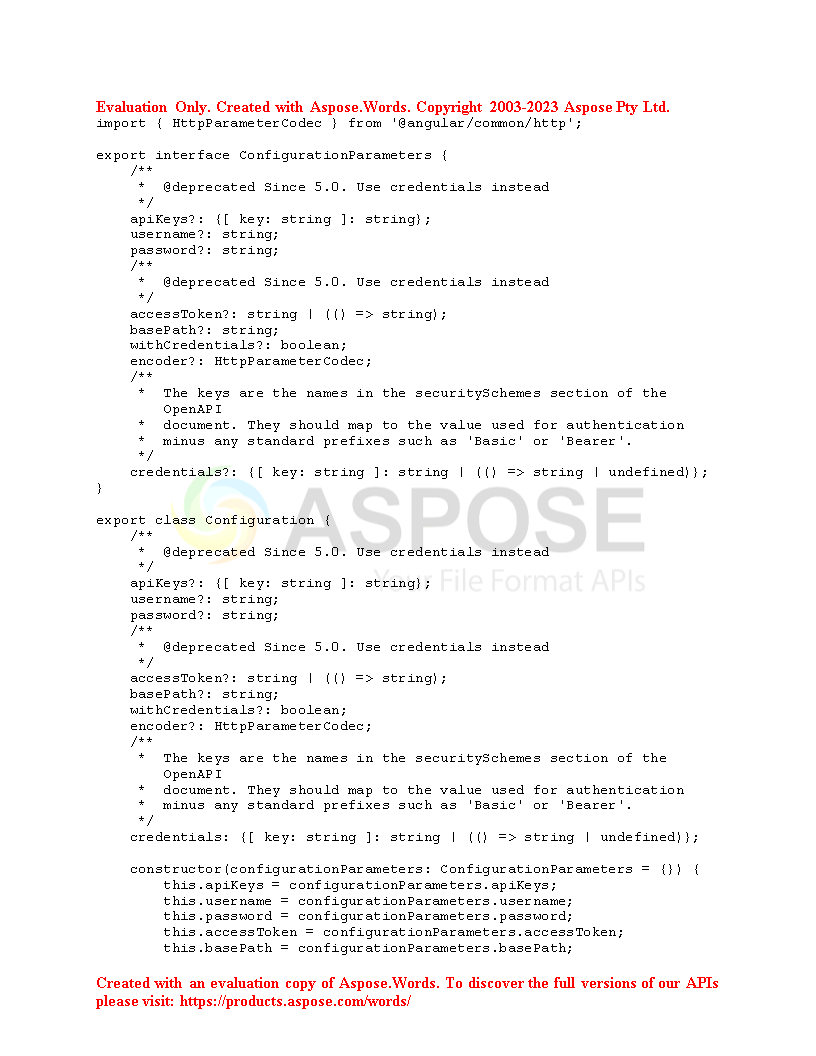 Evaluation Only. Created with Aspose.Words. Copyright 2003-2023 Aspose Pty Ltd.
import { HttpParameterCodec } from '@angular/common/http';
export interface ConfigurationParameters {
    /**
     *  @deprecated Since 5.0. Use credentials instead
     */
    apiKeys?: {[ key: string ]: string};
    username?: string;
    password?: string;
    /**
     *  @deprecated Since 5.0. Use credentials instead
     */
    accessToken?: string | (() => string);
    basePath?: string;
    withCredentials?: boolean;
    encoder?: HttpParameterCodec;
    /**
     *  The keys are the names in the securitySchemes section of the
        OpenAPI
     *  document. They should map to the value used for authentication
     *  minus any standard prefixes such as 'Basic' or 'Bearer'.
     */
    credentials?: {[ key: string ]: string | (() => string | undefined)};
}
ASPOSE
export class Configuration {
    /**
     *  @deprecated Since 5.0. Use credentials instead
     */
Your File Format APIs
    apiKeys?: {[ key: string ]: string};
    username?: string;
    password?: string;
    /**
     *  @deprecated Since 5.0. Use credentials instead
     */
    accessToken?: string | (() => string);
    basePath?: string;
    withCredentials?: boolean;
    encoder?: HttpParameterCodec;
    /**
     *  The keys are the names in the securitySchemes section of the
        OpenAPI
     *  document. They should map to the value used for authentication
     *  minus any standard prefixes such as 'Basic' or 'Bearer'.
     */
    credentials: {[ key: string ]: string | (() => string | undefined)};
    constructor(configurationParameters: ConfigurationParameters = {}) {
        this.apiKeys = configurationParameters.apiKeys;
        this.username = configurationParameters.username;
        this.password = configurationParameters.password;
        this.accessToken = configurationParameters.accessToken;
        this.basePath = configurationParameters.basePath;
Created with an evaluation copy of Aspose.Words. To discover the full versions of our APIs
please visit: https://products.aspose.com/words/